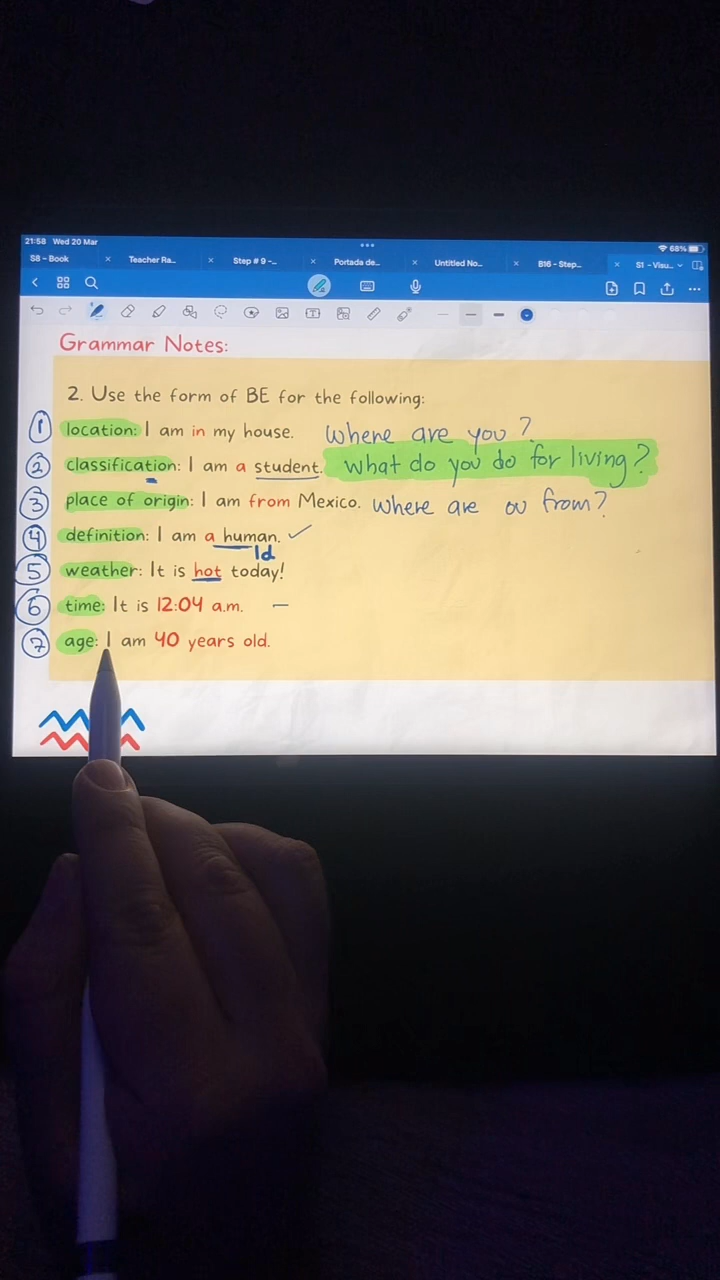 21:58 Wed 20 Mar
68%
S8 - Book
Teacher Ra...
Step # 9 -...
Portada de...
Untitled No...
B16 - Step...
S1 - Visu...
Grammar Notes:
2. Use the form of BE for the following:
1 location: I am in my house. Where are you?
2 classification: I am a student. What do you do for living?
3 place of origin: I am from Mexico. Where are ou from?
4 definition: I am a human.
Id
5 weather: It is hot today!
6 time: It is 12:04 a.m. —
7 age: I am 40 years old.